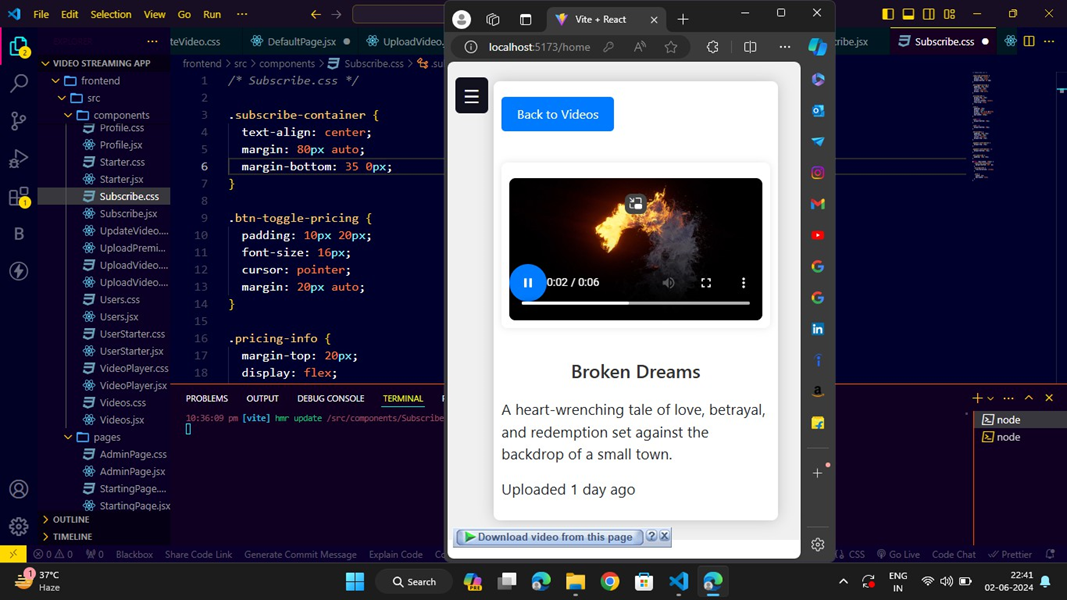 File Edit Selection View Go Run ···
Vite + React
localhost:5173/home
teVideo.css
DefaultPage.jsx
UploadVideo.
ribe.jsx
Subscribe.css
VIDEO STREAMING APP
frontend
src
components
Profile.css
Profile.jsx
Starter.css
Starter.jsx
Subscribe.css
Subscribe.jsx
UpdateVideo....
UploadPremi...
UploadVideo....
UploadVideo....
Users.css
Users.jsx
UserStarter.css
UserStarter.jsx
VideoPlayer.css
VideoPlayer.jsx
Videos.css
Videos.jsx
pages
AdminPage.css
AdminPage.jsx
StartingPage....
StartingPage.jsx
OUTLINE
TIMELINE
frontend > src > components > Subscribe.css > .su
1 /* Subscribe.css */
2
3 .subscribe-container {
4 text-align: center;
5 margin: 80px auto;
6 margin-bottom: 35 0px;
7 }
8
9 .btn-toggle-pricing {
10 padding: 10px 20px;
11 font-size: 16px;
12 cursor: pointer;
13 margin: 20px auto;
14 }
15
16 .pricing-info {
17 margin-top: 20px;
18 display: flex;
PROBLEMS OUTPUT DEBUG CONSOLE TERMINAL
10:36:09 pm [vite] hmr update /src/components/Subscribe
node
node
Back to Videos
0:02 / 0:06
Broken Dreams
A heart-wrenching tale of love, betrayal,
and redemption set against the
backdrop of a small town.
Uploaded 1 day ago
Download video from this page
0 0 0 Blackbox Share Code Link Generate Commit Message Explain Code Co
CSS Go Live Code Chat Prettier
37°C
Haze
Search
ENG
IN
22:41
02-06-2024